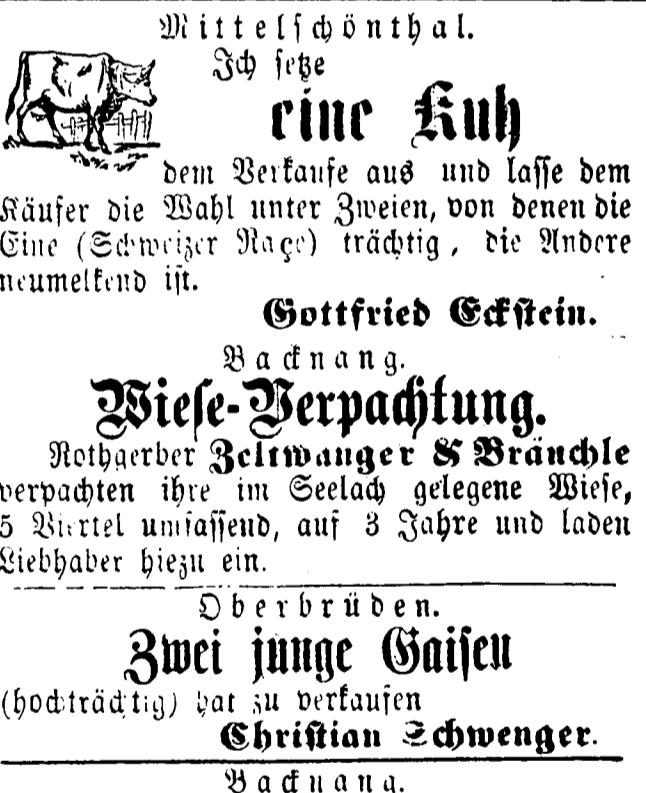 Mittelschönthal.
Ich setze
eine Kuh
dem Verkaufe aus und lasse dem
Käufer die Wahl unter Zweien, von denen die
Eine (Schweizer Raçe) trächtig, die Andere
neumelkend ist.
Gottfried Eckstein.
Backnang.
Wiese-Verpachtung.
Rothgerber Zeltwanger & Bräuchle
verpachten ihre im Seelach gelegene Wiese,
5 Viertel umfassend, auf 3 Jahre und laden
Liebhaber hiezu ein.
Oberbrüden.
Zwei junge Gaisen
(hochträchtig) hat zu verkaufen
Christian Schwenger.
Backnang.